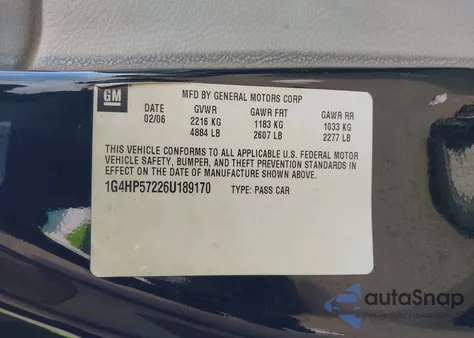 GM
MFD BY GENERAL MOTORS CORP
DATE GVWR GAWR FRT GAWR RR
02/06 2216 KG 1183 KG 1033 KG
4884 LB 2607 LB 2277 LB
THIS VEHICLE CONFORMS TO ALL APPLICABLE U.S. FEDERAL MOTOR
VEHICLE SAFETY, BUMPER, AND THEFT PREVENTION STANDARDS IN
EFFECT ON THE DATE OF MANUFACTURE SHOWN ABOVE.
1G4HP57226U189170 TYPE: PASS CAR
autoSnap